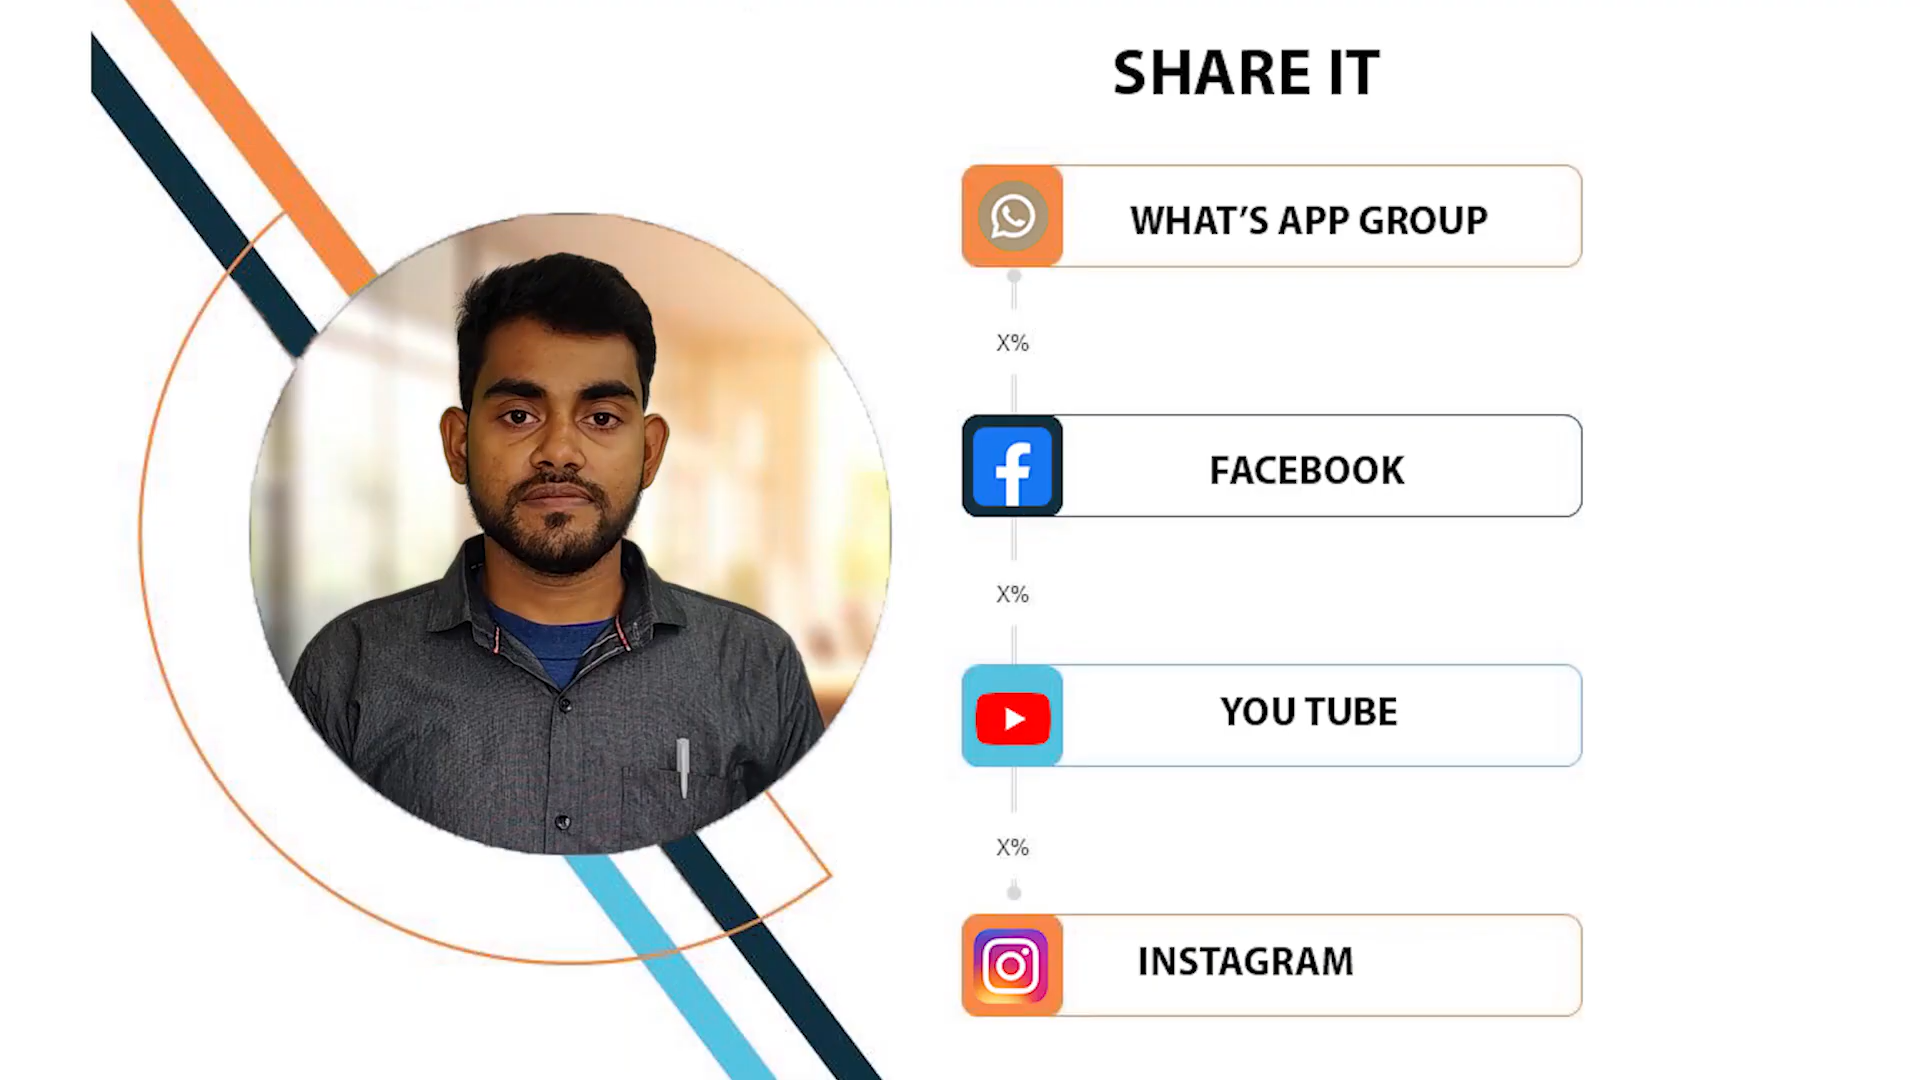 SHARE IT
WHAT’S APP GROUP
X%
FACEBOOK
X%
YOU TUBE
X%
INSTAGRAM